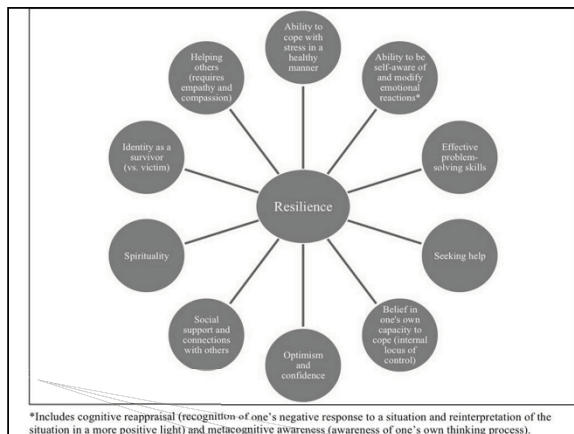 Ability to
cope with
stress in a
healthy
manner
Ability to be
self-aware of
and modify
emotional
reactions*
Effective
problem-
solving skills
Seeking help
Belief in
one's own
capacity to
cope (internal
locus of
control)
Optimism
and
confidence
Social
support and
connections
with others
Spirituality
Identity as a
survivor
(vs. victim)
Helping
others
(requires
empathy and
compassion)
Resilience
*Includes cognitive reappraisal (recognition of one's negative response to a situation and reinterpretation of the
situation in a more positive light) and metacognitive awareness (awareness of one's own thinking process).